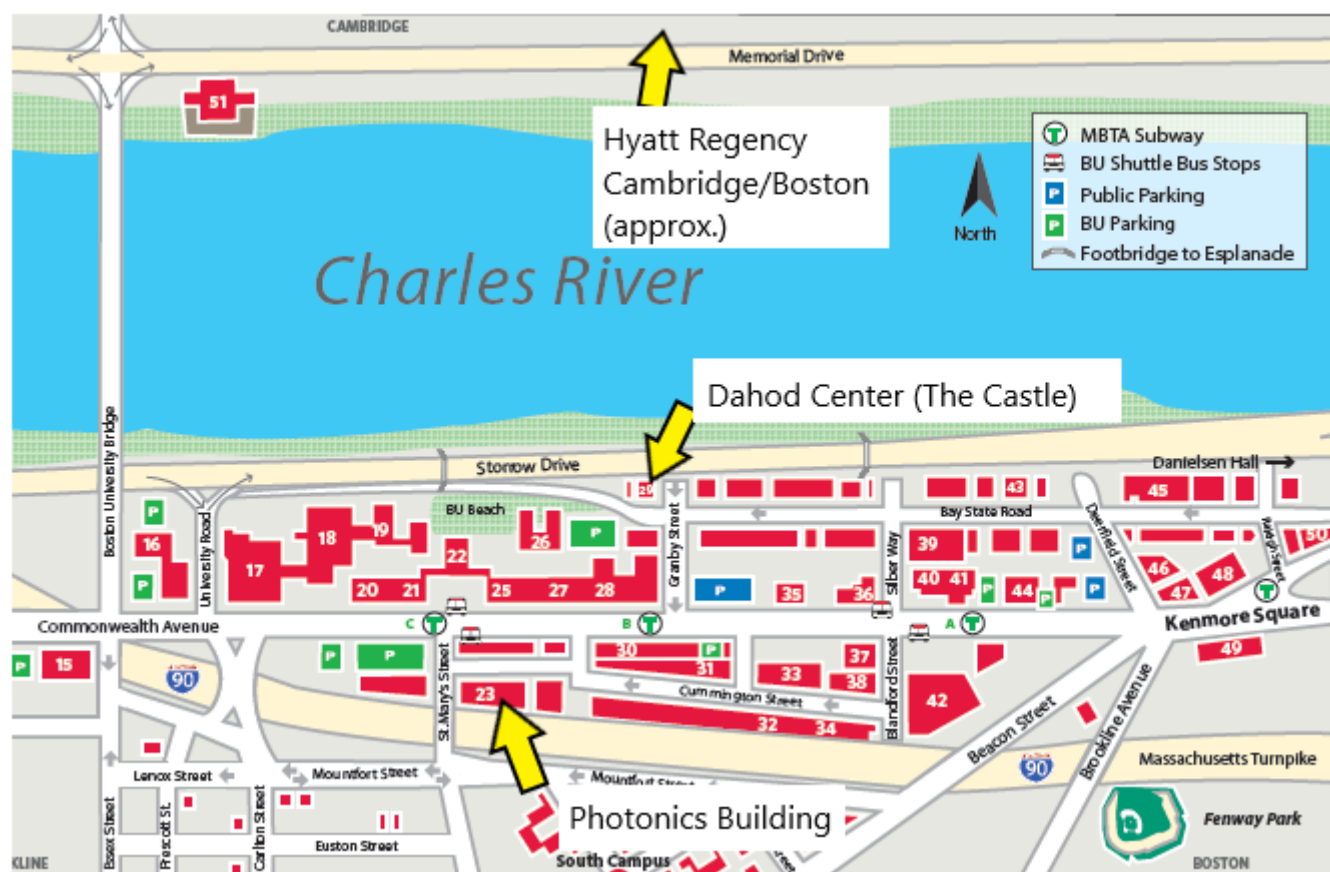 CAMBRIDGE
Memorial Drive
51
Hyatt Regency
Cambridge/Boston
(approx.)
MBTA Subway
BU Shuttle Bus Stops
P Public Parking
P BU Parking
Footbridge to Esplanade
North
Charles River
Dahod Center (The Castle)
Boston University Bridge
Storrow Drive
Danielsen Hall
29
43
45
BU Beach
Bay State Road
P
16
P
University Road
17
18
19
22
26
P
Granby Street
Silber Way
39
P
Deerfield Street
Raleigh Street
50
20
21
25
27
28
P
35
36
40
41
P
44
P
P
46
47
48
T
Commonwealth Avenue
C T
B T
A T
Kenmore Square
P
15
90
P
P
St. Mary's Street
30
P
31
33
37
38
Blandford Street
49
23
Cummington Street
42
32
34
Beacon Street
Brookline Avenue
90
Massachusetts Turnpike
Lenox Street
Mountfort Street
Mountfort Street
Essex Street
Prescott St.
Carlton Street
Euston Street
Photonics Building
South Campus
Fenway Park
BOSTON